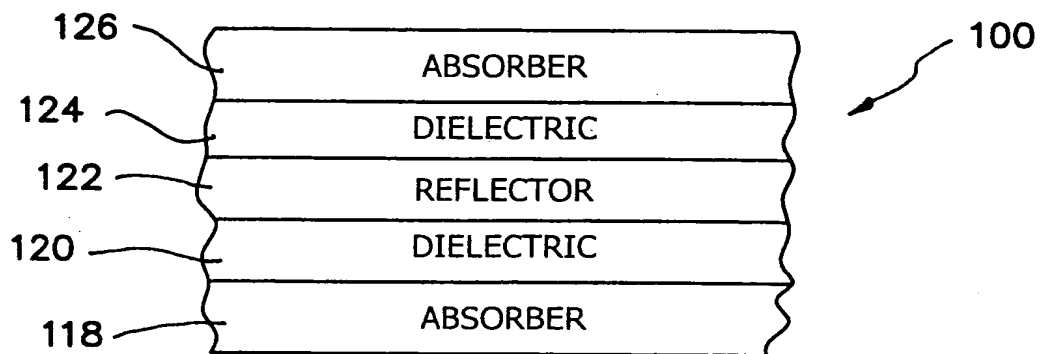 126
ABSORBER
100
124
DIELECTRIC
122
REFLECTOR
120
DIELECTRIC
118
ABSORBER